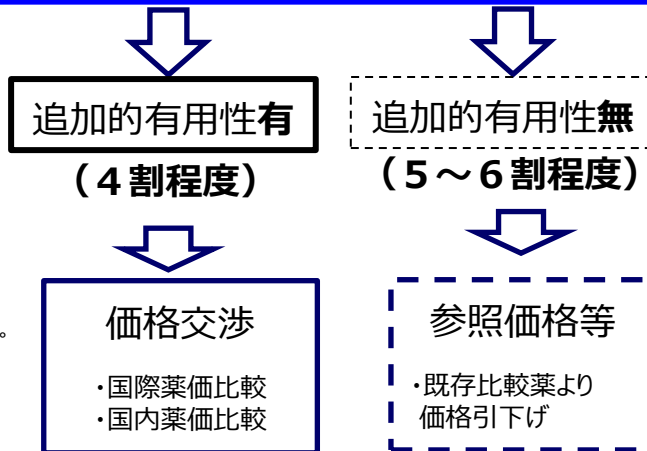 追加的有用性有
（４割程度）
追加的有用性無
（５～６割程度）
。
価格交渉
・国際薬価比較
・国内薬価比較
参照価格等
・既存比較薬より
価格引下げ